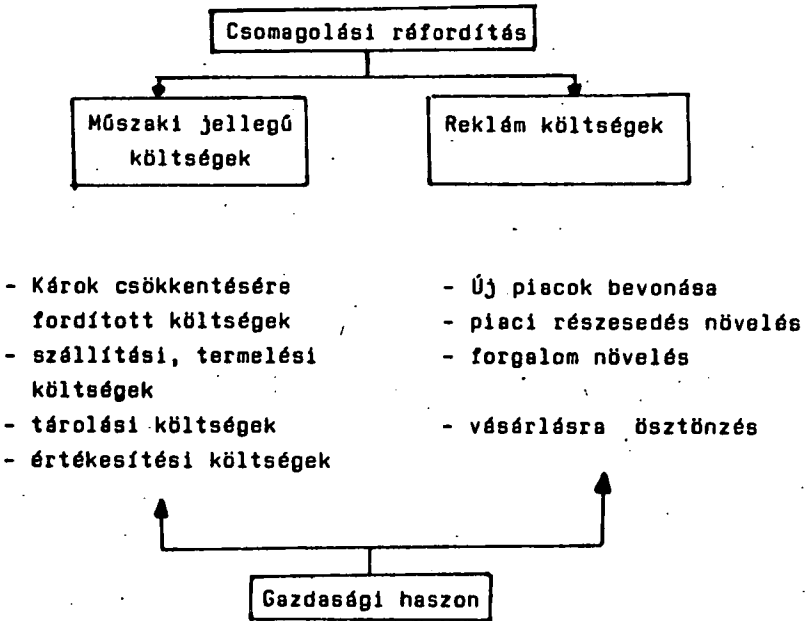 Csomagolási ráfordítás
Műszaki jellegű
költségek
Reklám költségek
- Károk csökkentésére
fordított költségek
- szállítási, termelési
költségek
- tárolási költségek
- értékesítési költségek
- Új piacok bevonása
- piaci részesedés növelés
- forgalom növelés
- vásárlásra ösztönzés
Gazdasági haszon